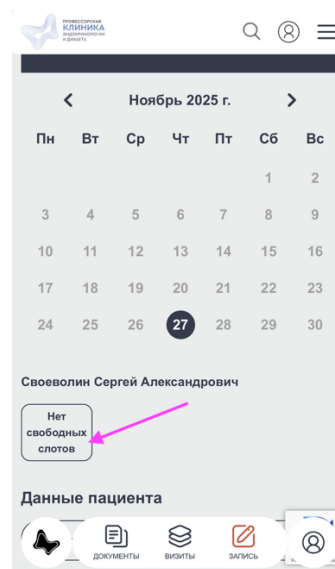 ПРОФЕССОРСКАЯ
КЛИНИКА
ЭНДОКРИНОЛОГИИ
И ДИАБЕТА
Ноябрь 2025 г.
Пн Вт Ср Чт Пт Сб Вс
1 2
3 4 5 6 7 8 9
10 11 12 13 14 15 16
17 18 19 20 21 22 23
24 25 26 27 28 29 30
Своеволин Сергей Александрович
Нет
свободных
слотов
Данные пациента
ДОКУМЕНТЫ ВИЗИТЫ ЗАПИСЬ